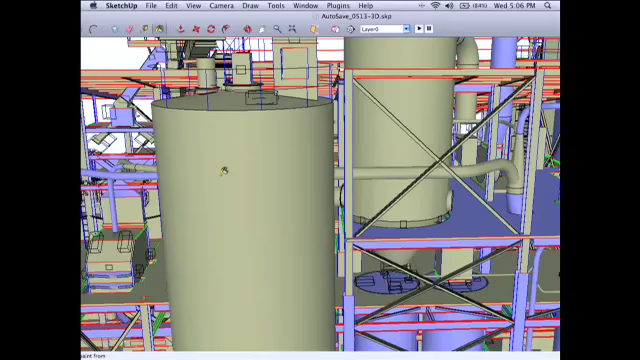 SketchUp File Edit View Camera Draw Tools Window Plugins Help (84%) Wed 5:06 PM
AutoSave_0513-3D.skp
Layer0
paint from